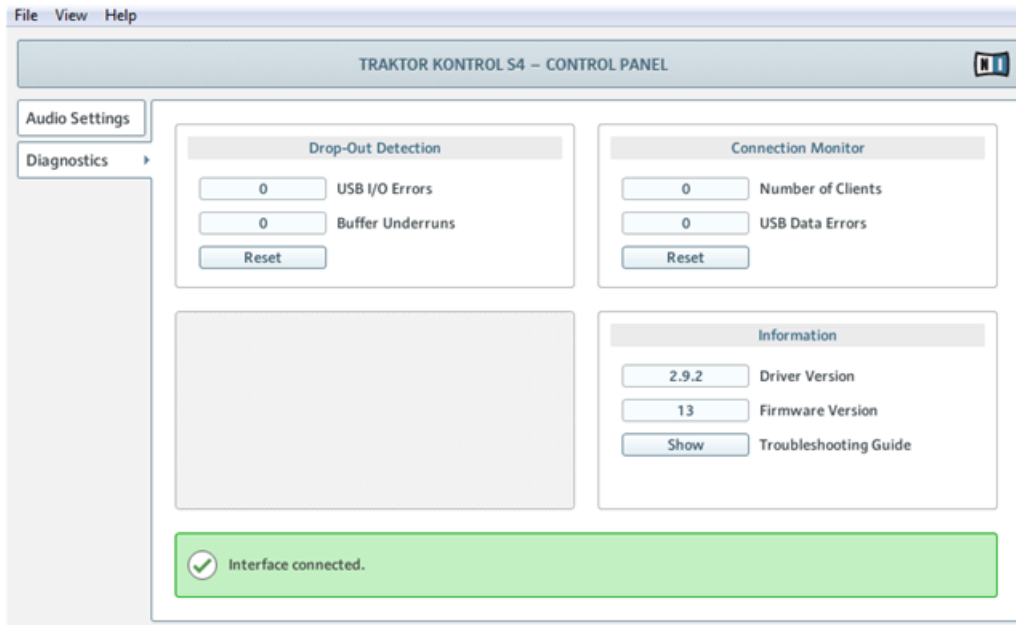 File View Help
TRAKTOR KONTROL S4 – CONTROL PANEL
NI
Audio Settings
Diagnostics
Drop-Out Detection
0 USB I/O Errors
0 Buffer Underruns
Reset
Connection Monitor
0 Number of Clients
0 USB Data Errors
Reset
Information
2.9.2 Driver Version
13 Firmware Version
Show Troubleshooting Guide
Interface connected.